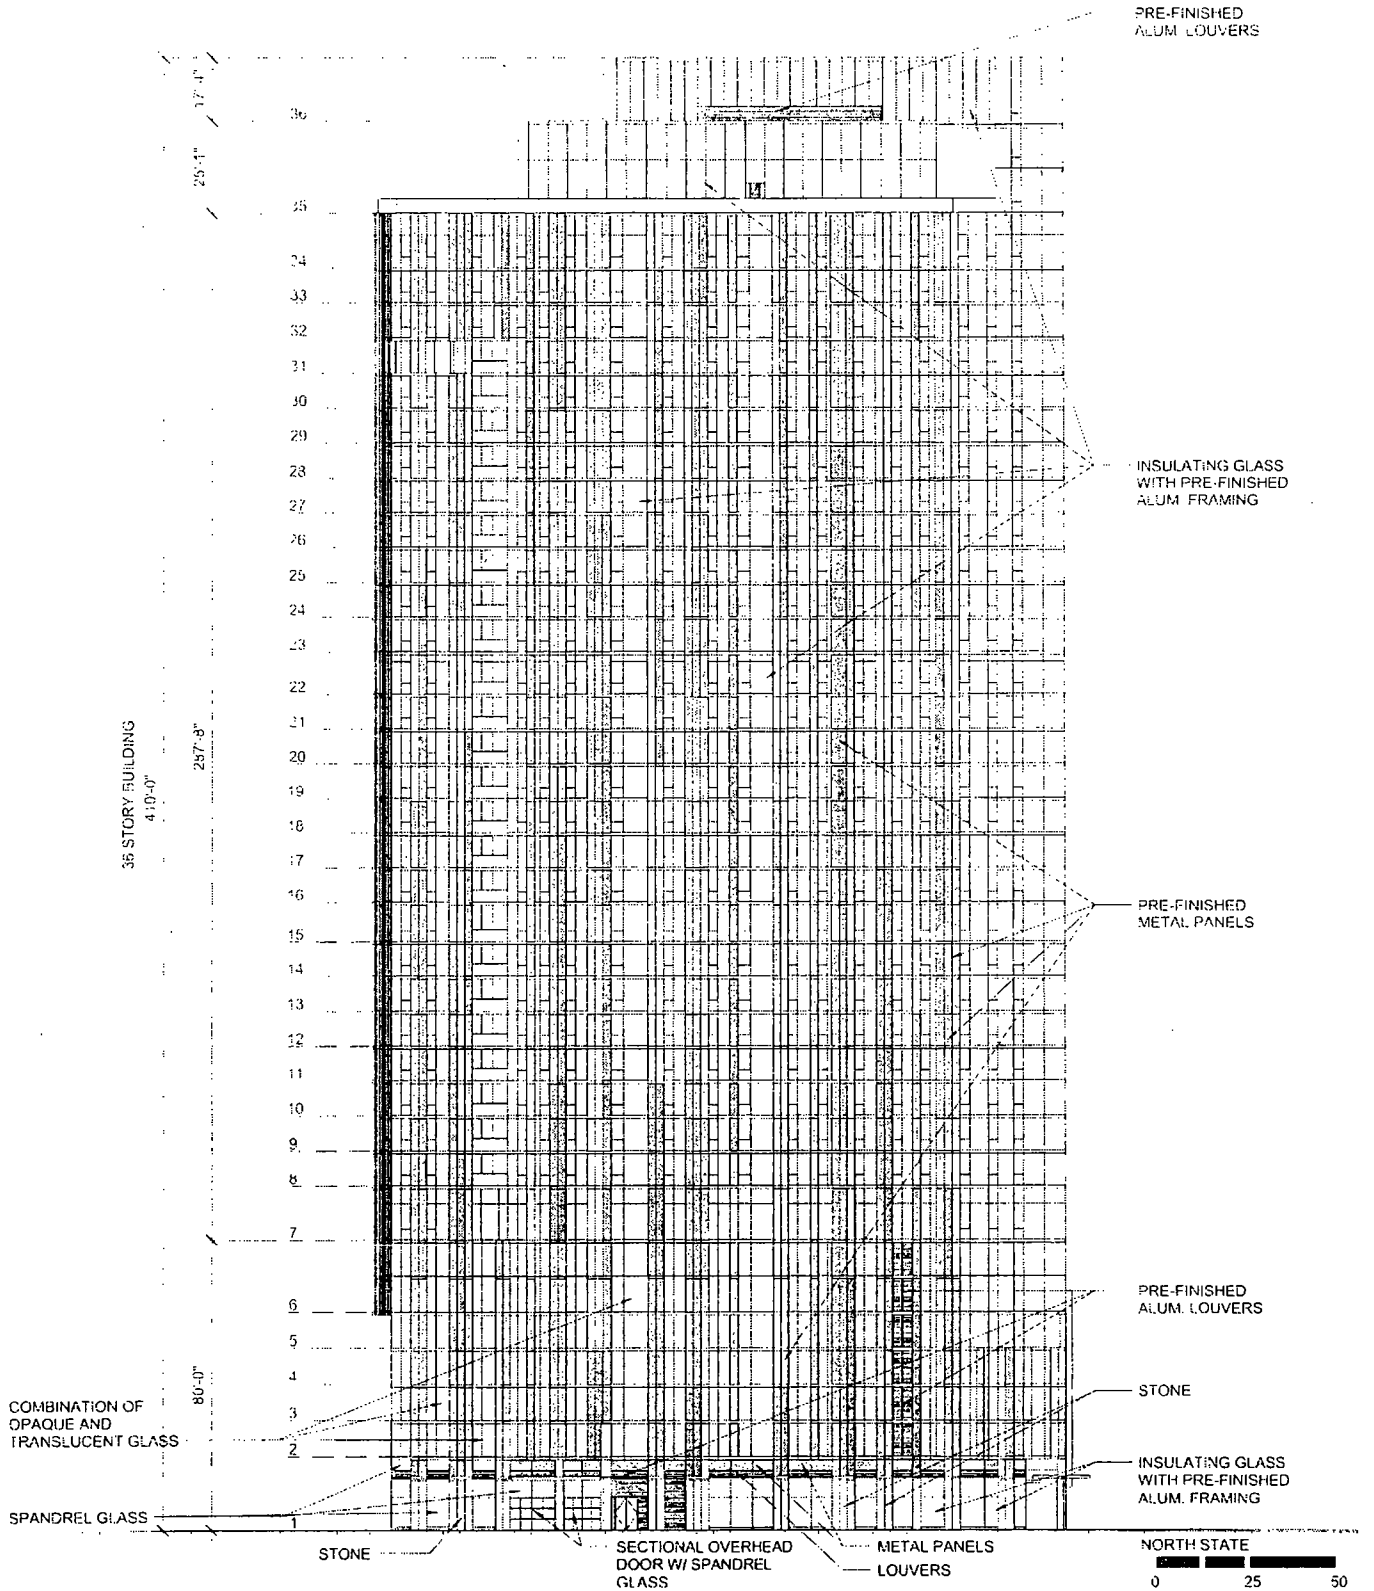 PRE-FINISHED
ALUM. LOUVERS
17'-4"
36
25'-1"
35
34
33
32
31
30
29
28
27
26
25
24
23
22
21
20
19
18
17
16
15
14
13
12
11
10
9
8
7
6
5
4
3
2
1
INSULATING GLASS
WITH PRE-FINISHED
ALUM. FRAMING
36 STORY BUILDING
410'-0"
287'-8"
80'-0"
PRE-FINISHED
METAL PANELS
PRE-FINISHED
ALUM. LOUVERS
STONE
COMBINATION OF
OPAQUE AND
TRANSLUCENT GLASS
INSULATING GLASS
WITH PRE-FINISHED
ALUM. FRAMING
SPANDREL GLASS
STONE
SECTIONAL OVERHEAD
DOOR W/ SPANDREL
GLASS
METAL PANELS
LOUVERS
NORTH STATE
0 25 50